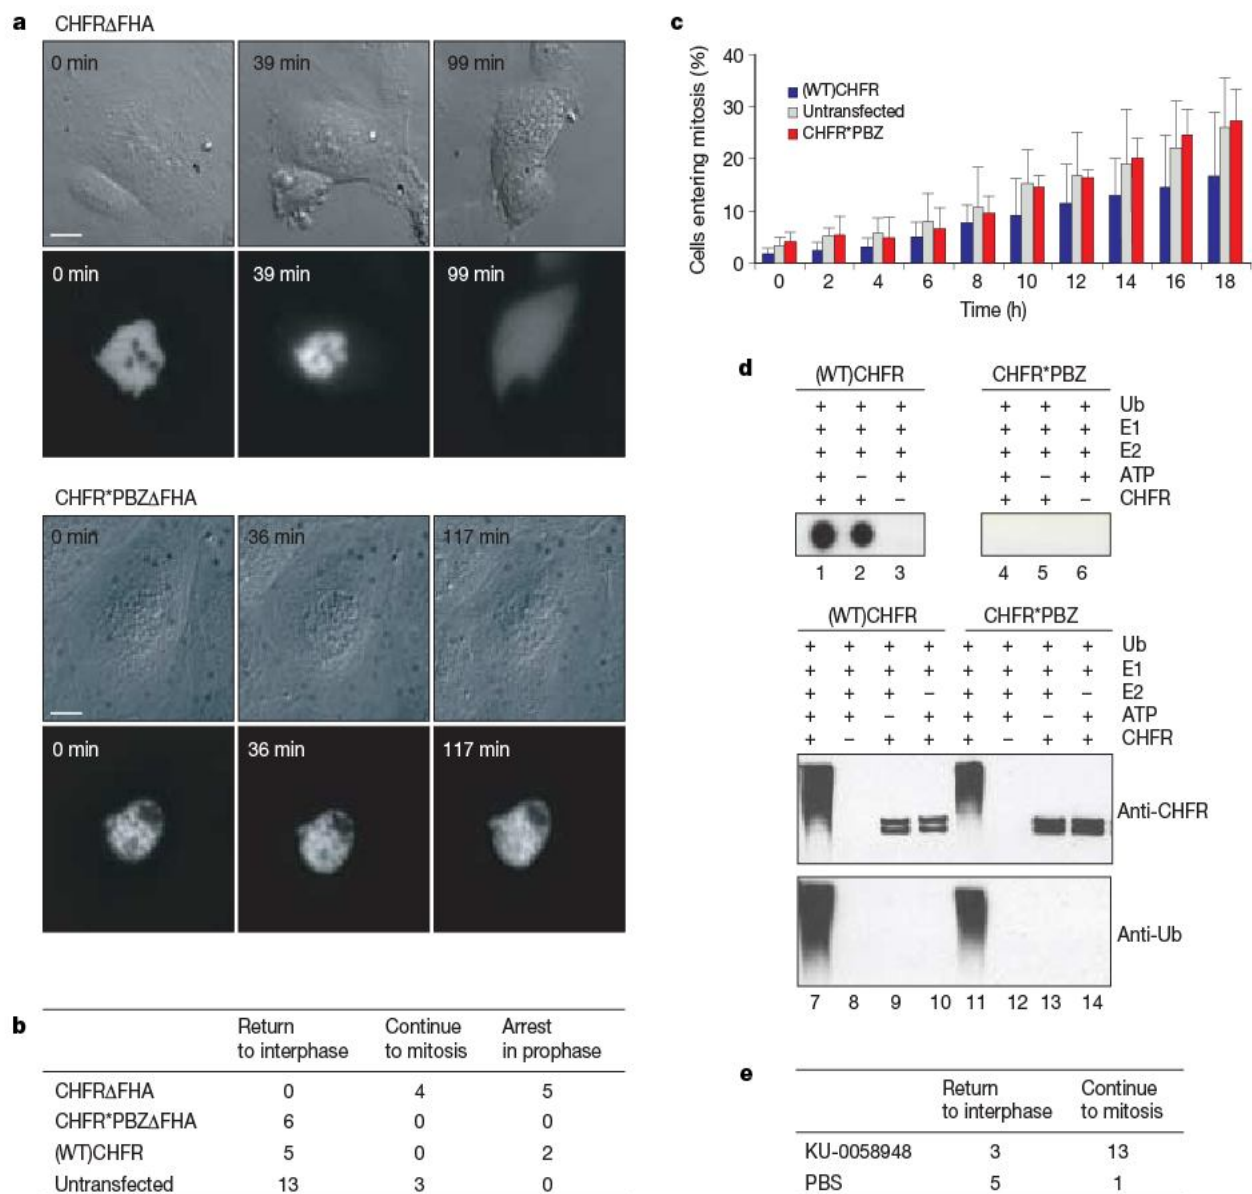 a
CHFRΔFHA
0 min
39 min
99 min
0 min
39 min
99 min
CHFR*PBZΔFHA
0 min
36 min
117 min
0 min
36 min
117 min
b
Return to interphase
Continue to mitosis
Arrest in prophase
CHFRΔFHA 0 4 5
CHFR*PBZΔFHA 6 0 0
(WT)CHFR 5 0 2
Untransfected 13 3 0
c
Cells entering mitosis (%)
40
30
20
10
0
(WT)CHFR
Untransfected
CHFR*PBZ
0 2 4 6 8 10 12 14 16 18
Time (h)
d
(WT)CHFR CHFR*PBZ
+ + + + + + Ub
+ + + + + + E1
+ + + + + + E2
+ − + + − + ATP
+ + − + + − CHFR
1 2 3 4 5 6
(WT)CHFR CHFR*PBZ
+ + + + + + + + Ub
+ + + + + + + + E1
+ + + − + + + − E2
+ + − + + + − + ATP
+ − + + + − + + CHFR
Anti-CHFR
Anti-Ub
7 8 9 10 11 12 13 14
e
Return to interphase
Continue to mitosis
KU-0058948 3 13
PBS 5 1